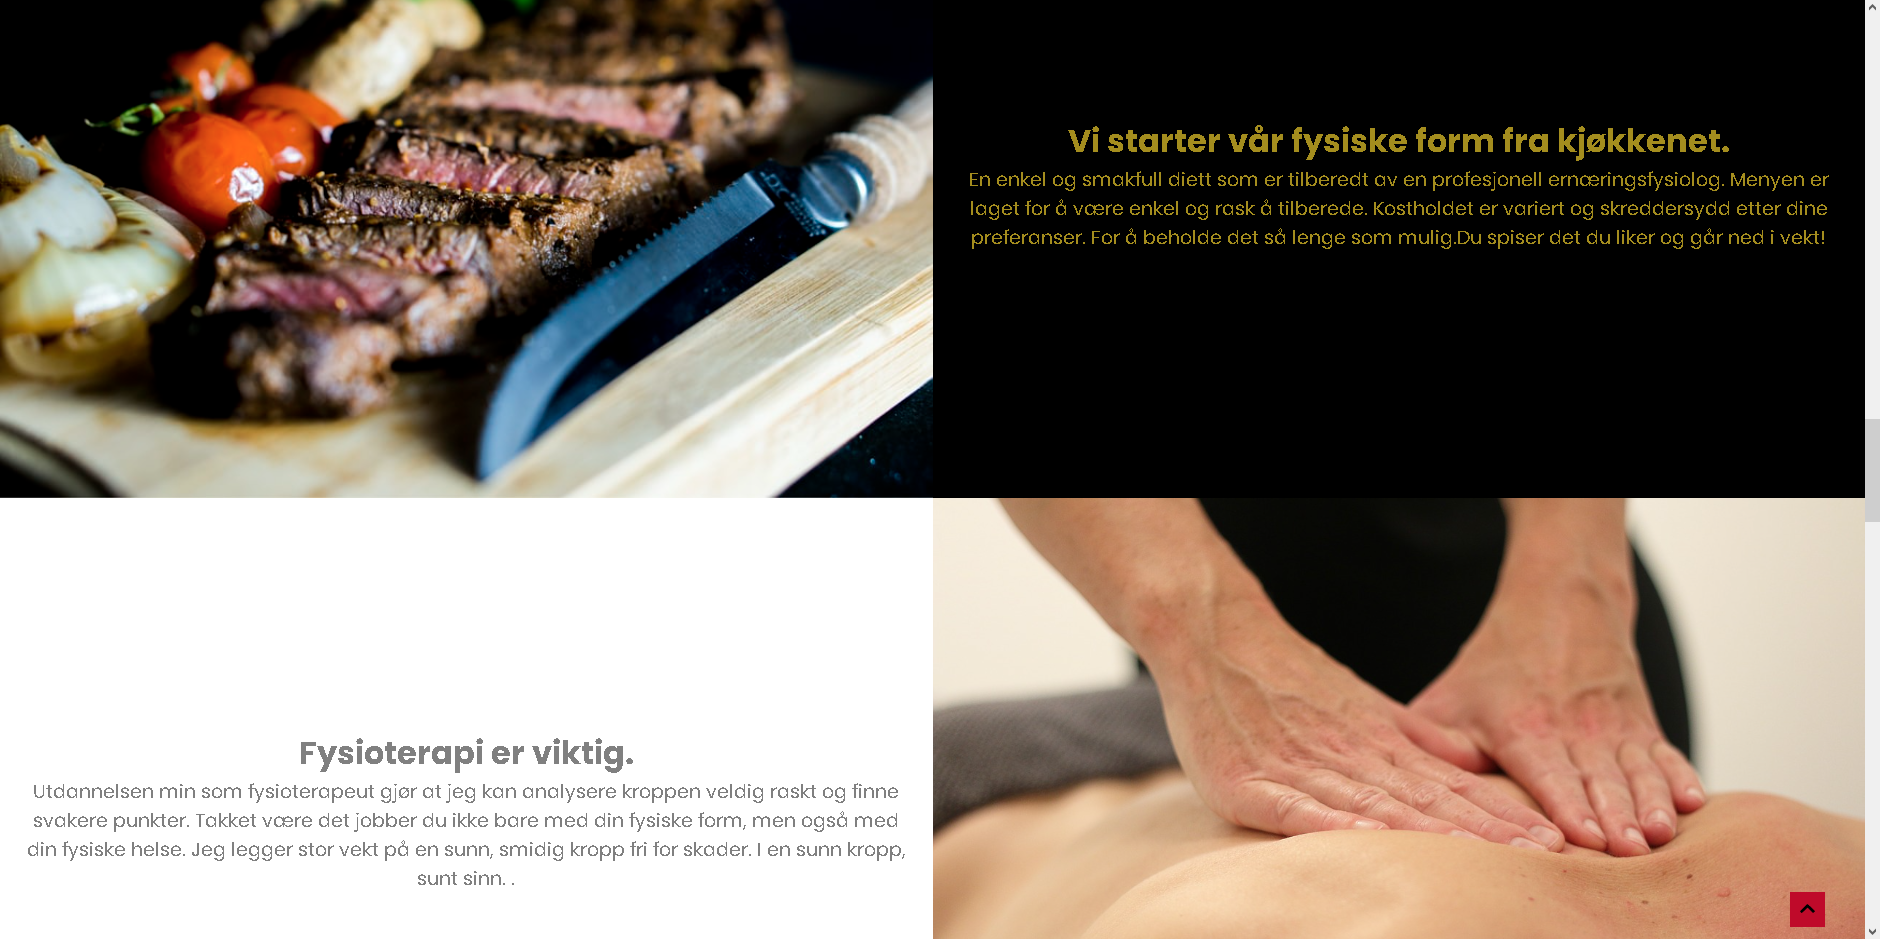 Vi starter vår fysiske form fra kjøkkenet.
En enkel og smakfull diett som er tilberedt av en profesjonell ernæringsfysiolog. Menyen er
laget for å være enkel og rask å tilberede. Kostholdet er variert og skreddersydd etter dine
preferanser. For å beholde det så lenge som mulig.Du spiser det du liker og går ned i vekt!
Fysioterapi er viktig.
Utdannelsen min som fysioterapeut gjør at jeg kan analysere kroppen veldig raskt og finne
svakere punkter. Takket være det jobber du ikke bare med din fysiske form, men også med
din fysiske helse. Jeg legger stor vekt på en sunn, smidig kropp fri for skader. I en sunn kropp,
sunt sinn. .